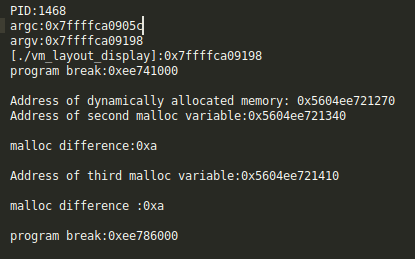 PID:1468
argc:0x7ffffca0905c
argv:0x7ffffca09198
[./vm_layout_display]:0x7ffffca09198
program break:0xee741000
Address of dynamically allocated memory: 0x5604ee721270
Address of second malloc variable:0x5604ee721340
malloc difference:0xa
Address of third malloc variable:0x5604ee721410
malloc difference :0xa
program break:0xee786000